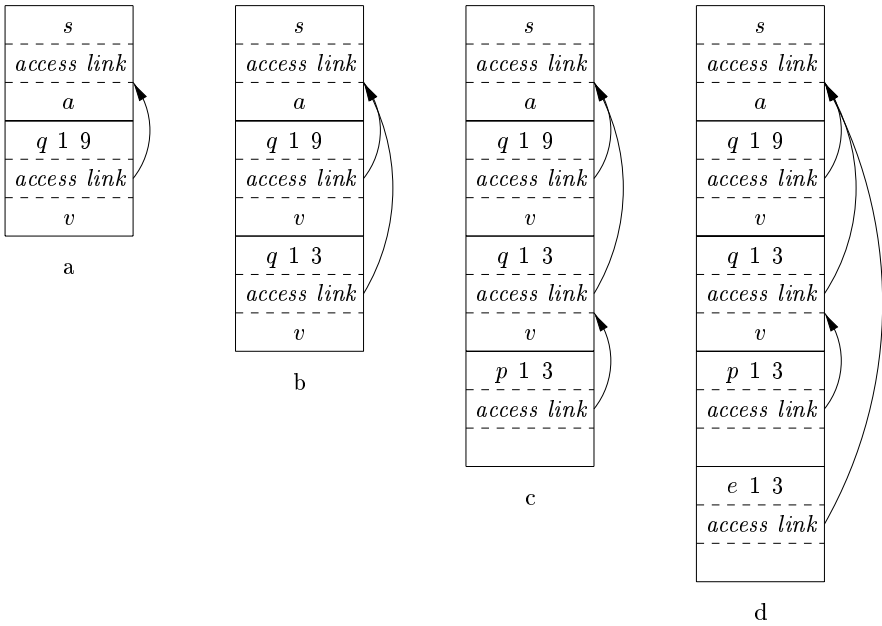 s
access link
a
q 1 9
access link
v
a
s
access link
a
q 1 9
access link
v
q 1 3
access link
v
b
s
access link
a
q 1 9
access link
v
q 1 3
access link
v
p 1 3
access link
c
s
access link
a
q 1 9
access link
v
q 1 3
access link
v
p 1 3
access link
e 1 3
access link
d